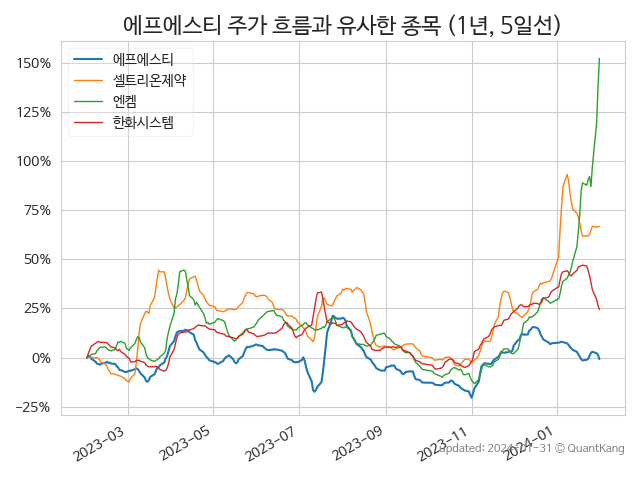 에프에스티 주가 흐름과 유사한 종목 (1년, 5일선)
에프에스티
셀트리온제약
엔켐
한화시스템
150%
125%
100%
75%
50%
25%
0%
−25%
2023-03
2023-05
2023-07
2023-09
2023-11
2024-01
updated: 2024-01-31 © QuantKang